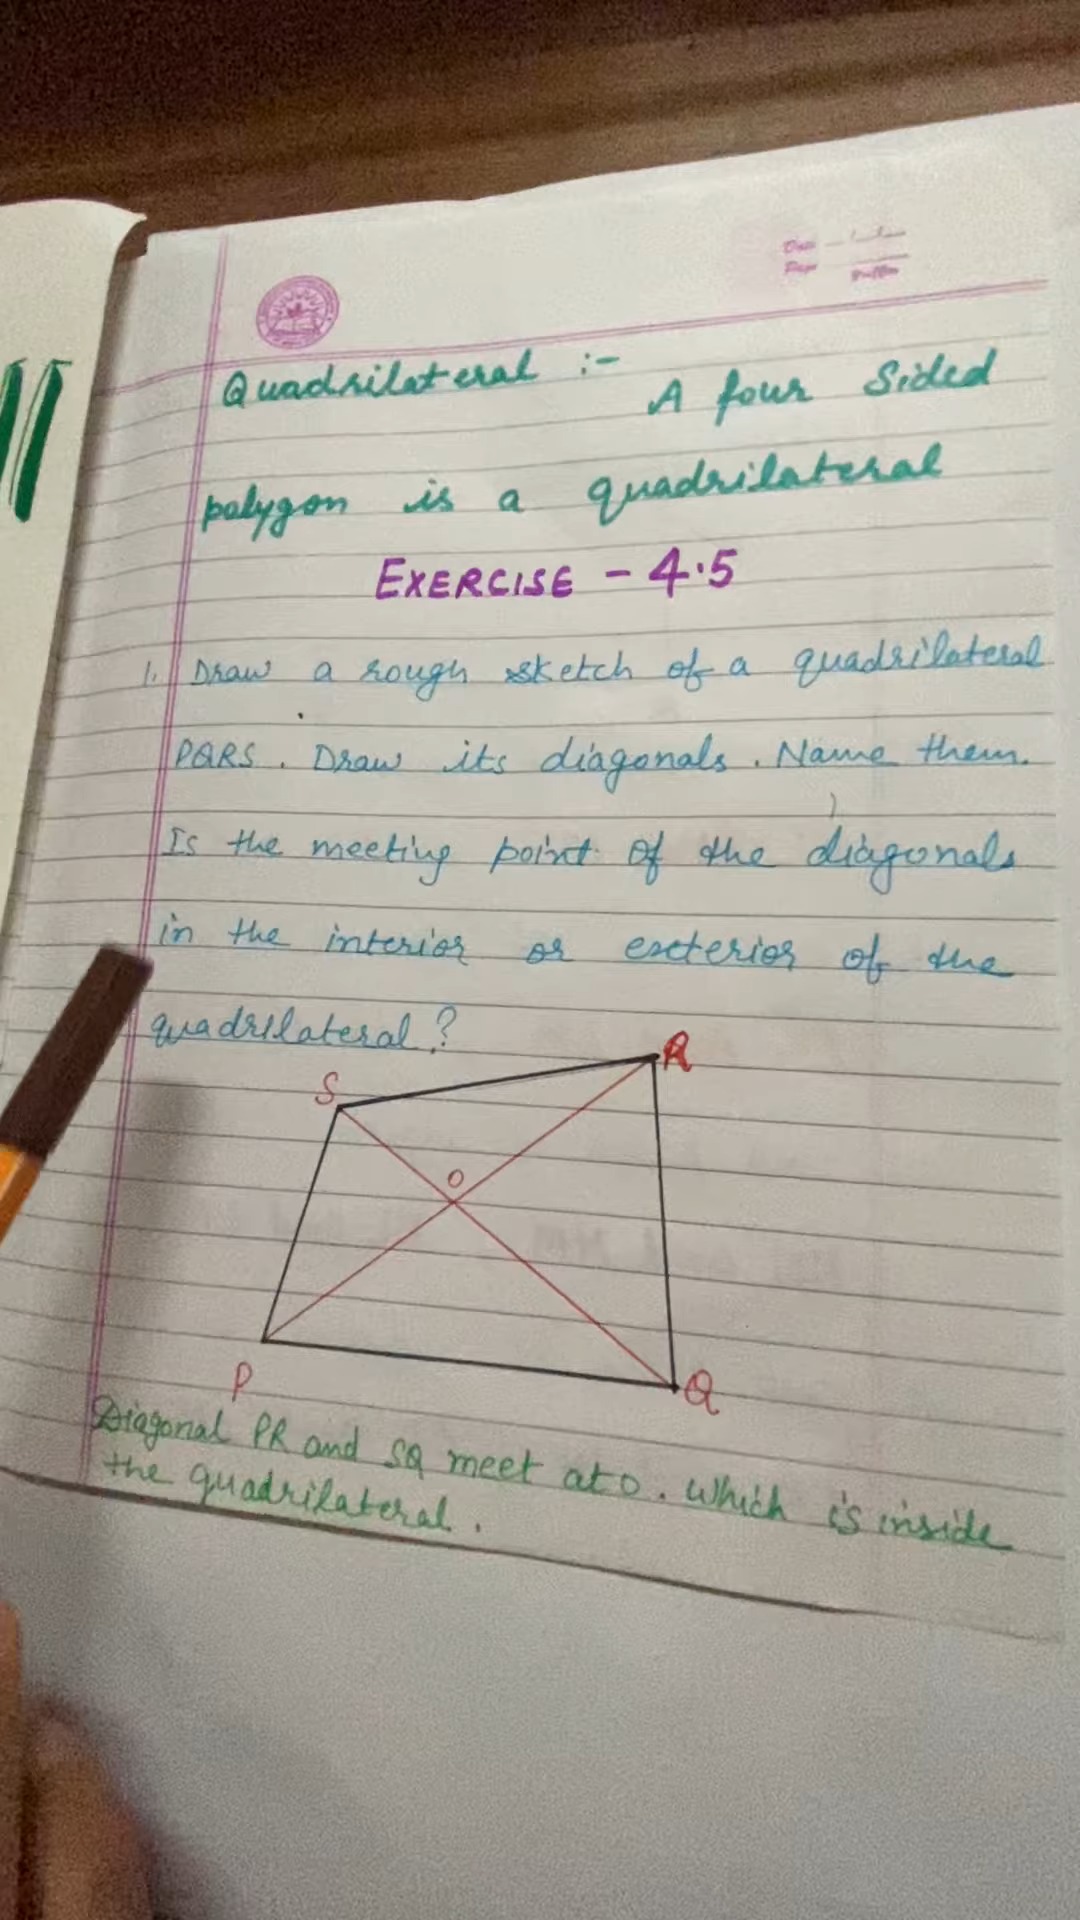 Date
Page
Quadrilateral :- A four Sided
polygon is a quadrilateral
EXERCISE - 4.5
1. Draw a rough sketch of a quadrilateral
PQRS. Draw its diagonals. Name them.
Is the meeting point of the diagonals
in the interior or exterior of the
quadrilateral?
S
R
O
P
Q
Diagonal PR and SQ meet at O. which is inside
the quadrilateral.